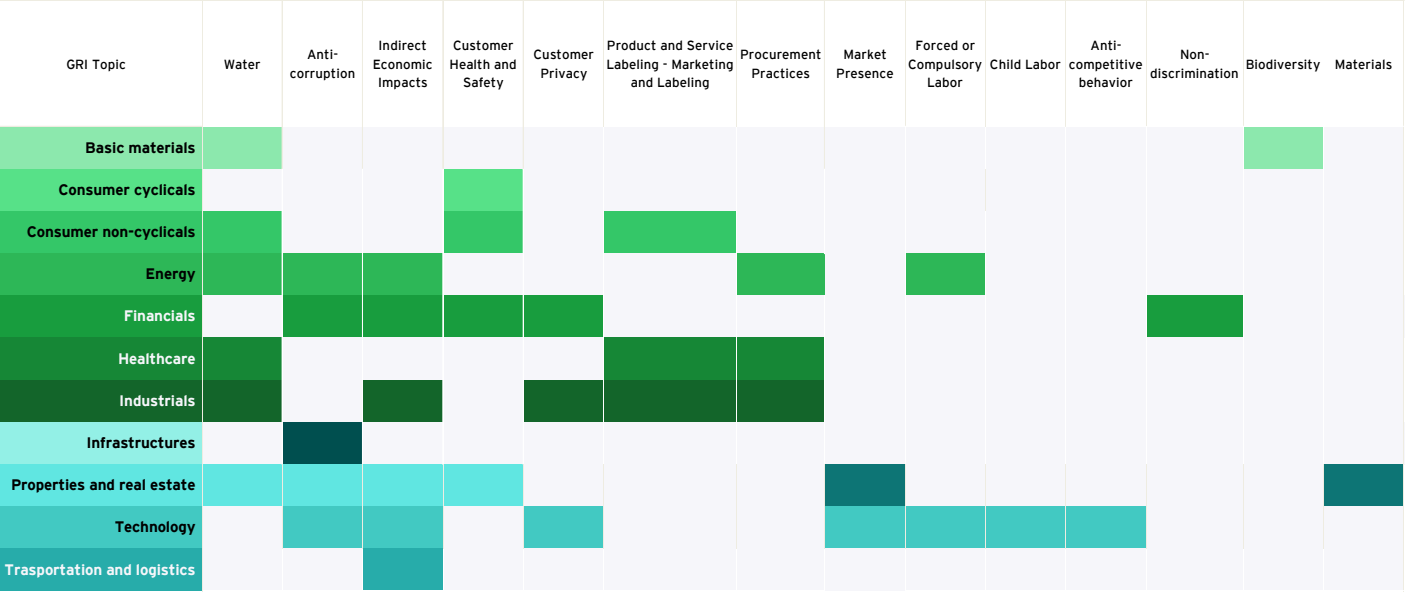 GRI Topic
Water
Anti-
corruption
Indirect
Economic
Impacts
Customer
Health and
Safety
Customer
Privacy
Product and Service
Labeling - Marketing
and Labeling
Procurement
Practices
Market
Presence
Forced or
Compulsory
Labor
Child Labor
Anti-
competitive
behavior
Non-
discrimination
Biodiversity
Materials
Basic materials
Consumer cyclicals
Consumer non-cyclicals
Energy
Financials
Healthcare
Industrials
Infrastructures
Properties and real estate
Technology
Trasportation and logistics